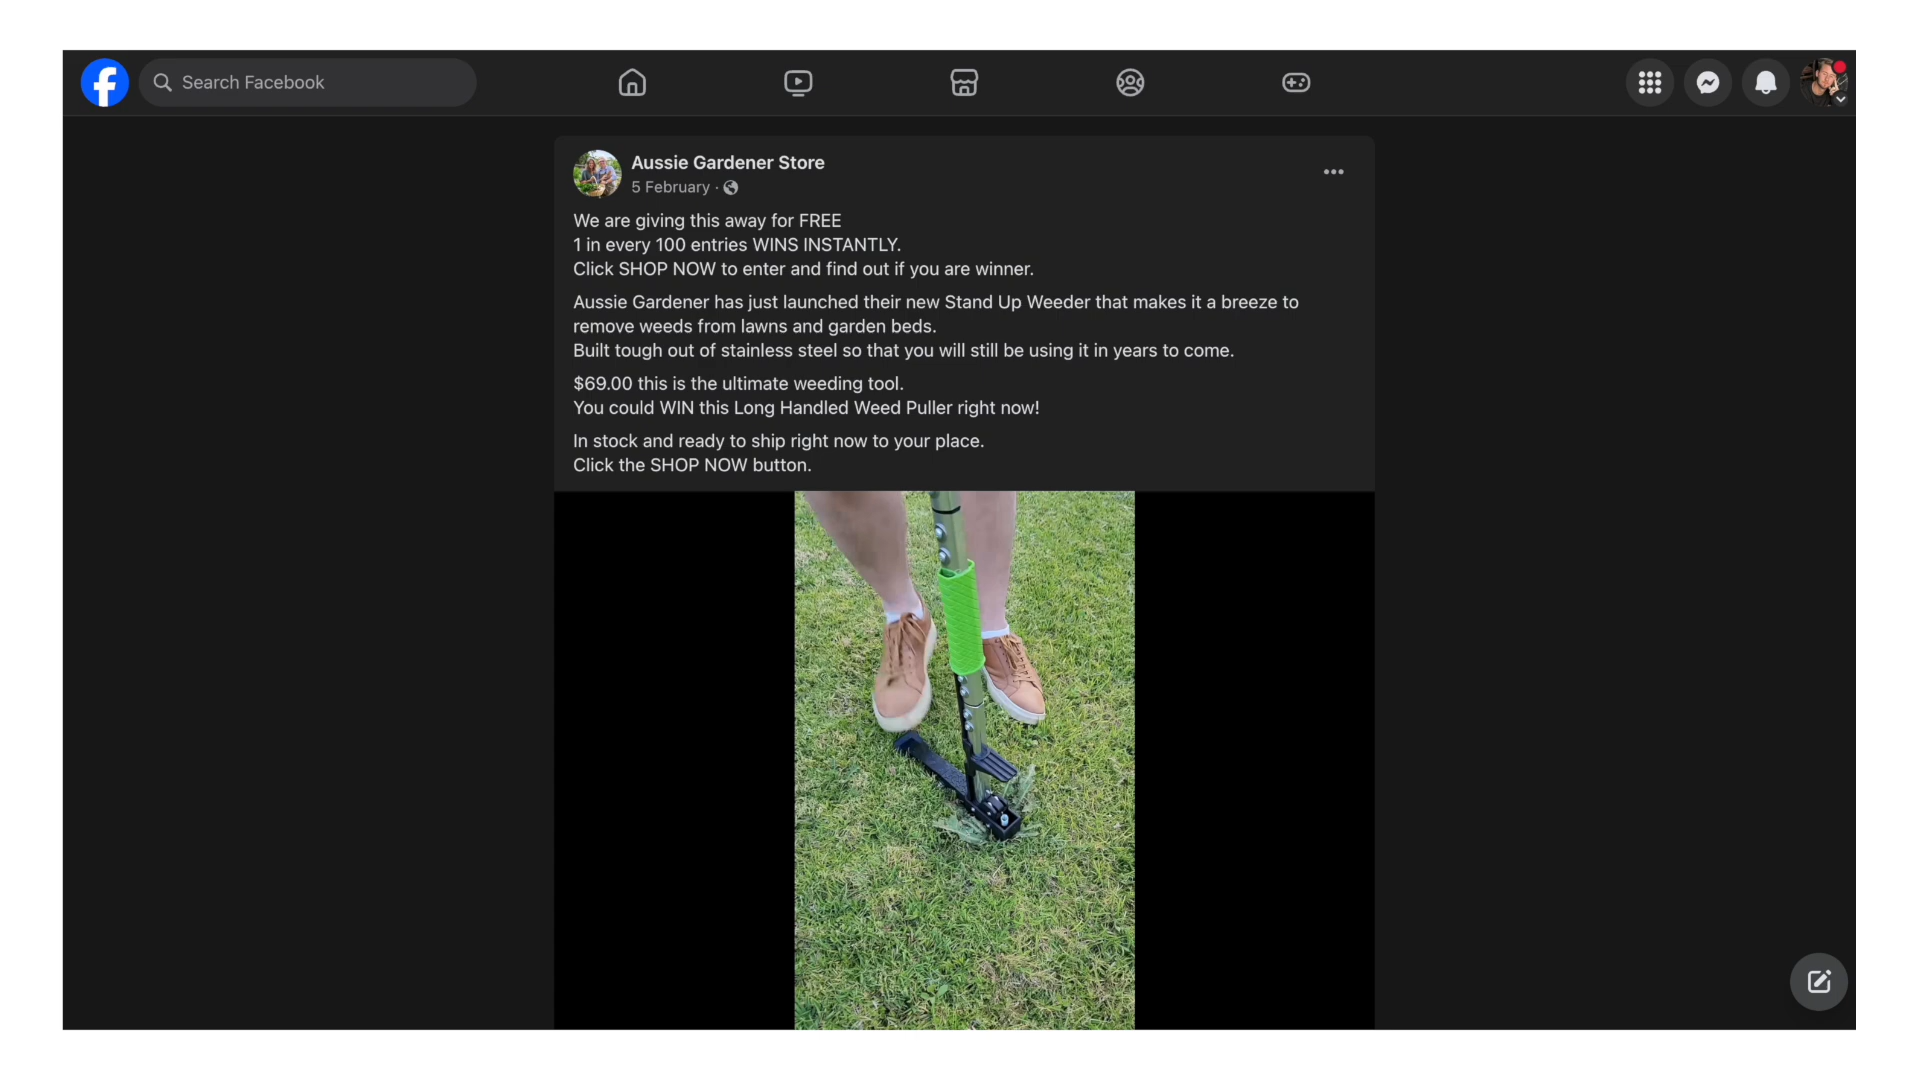 Search Facebook
Aussie Gardener Store
5 February ·
We are giving this away for FREE
1 in every 100 entries WINS INSTANTLY.
Click SHOP NOW to enter and find out if you are winner.
Aussie Gardener has just launched their new Stand Up Weeder that makes it a breeze to
remove weeds from lawns and garden beds.
Built tough out of stainless steel so that you will still be using it in years to come.
$69.00 this is the ultimate weeding tool.
You could WIN this Long Handled Weed Puller right now!
In stock and ready to ship right now to your place.
Click the SHOP NOW button.